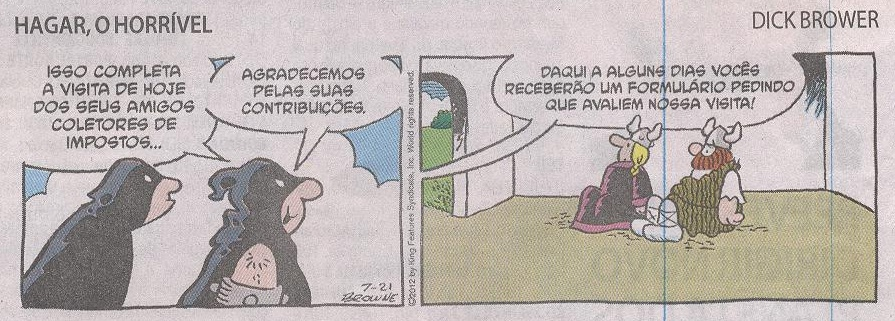 HAGAR, O HORRÍVEL
DICK BROWER
ISSO COMPLETA
A VISITA DE HOJE
DOS SEUS AMIGOS
COLETORES DE
IMPOSTOS...
AGRADECEMOS
PELAS SUAS
CONTRIBUIÇÕES.
7-21
BROWNE
©2012 by King Features Syndicate, Inc. World rights reserved.
DAQUI A ALGUNS DIAS VOCÊS
RECEBERÃO UM FORMULÁRIO PEDINDO
QUE AVALIEM NOSSA VISITA!